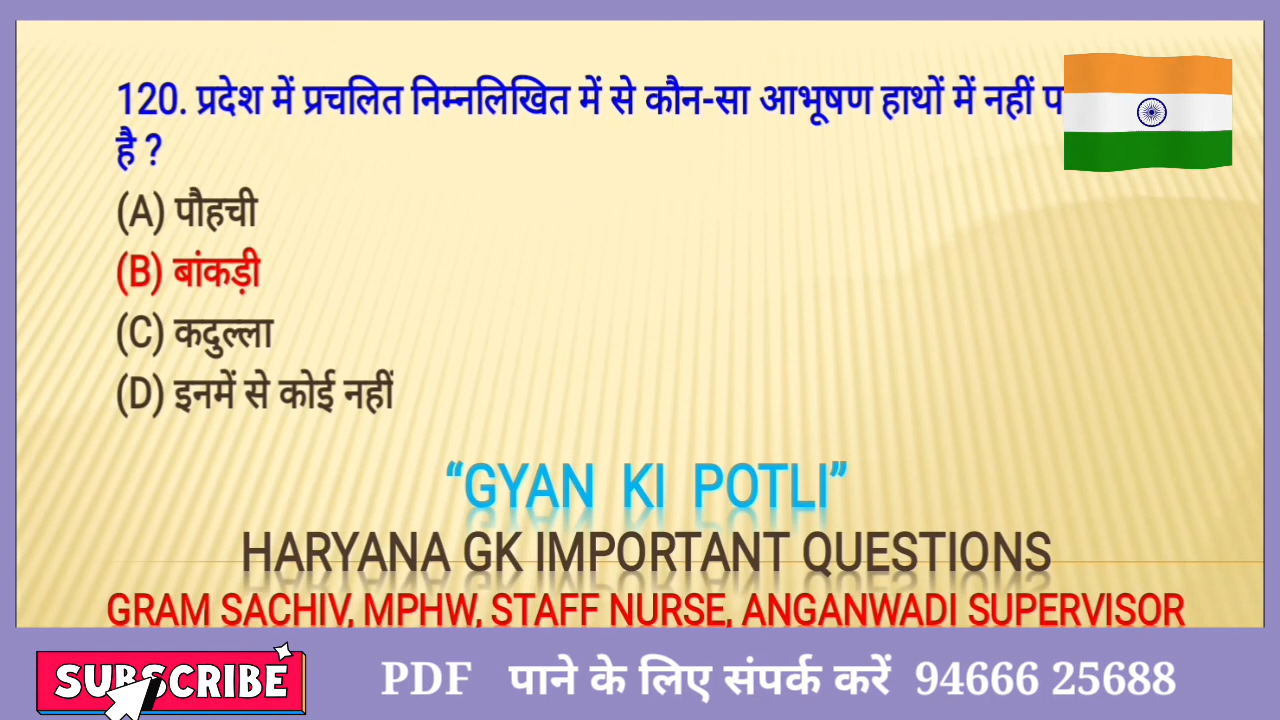 120. प्रदेश में प्रचलित निम्नलिखित में से कौन-सा आभूषण हाथों में नहीं
है ?
(A) पौहची
(B) बांकड़ी
(C) कदुल्ला
(D) इनमें से कोई नहीं
“GYAN KI POTLI”
HARYANA GK IMPORTANT QUESTIONS
GRAM SACHIV, MPHW, STAFF NURSE, ANGANWADI SUPERVISOR
SUBSCRIBE
PDF पाने के लिए संपर्क करें 94666 25688